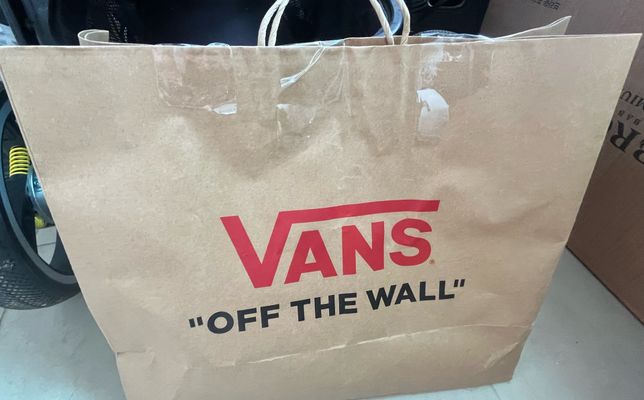 VANS
"OFF THE WALL"